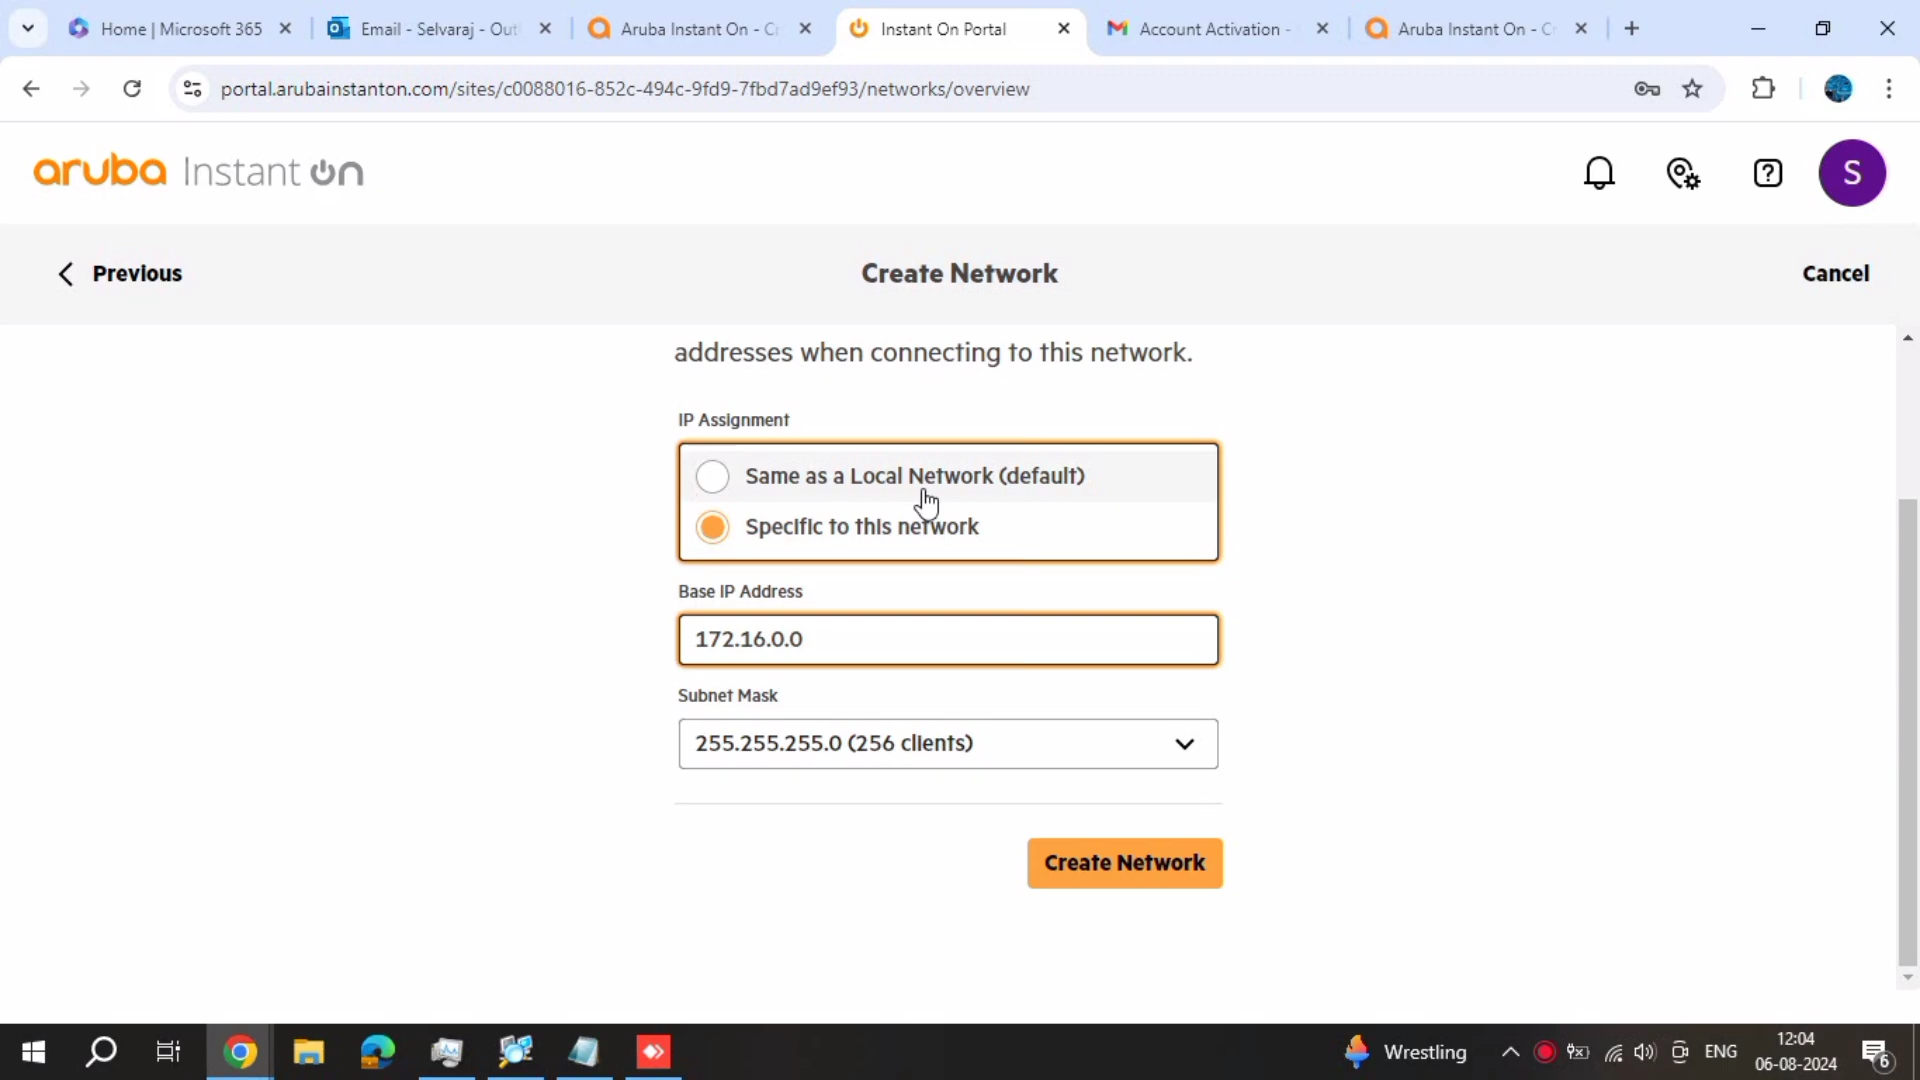 Home | Microsoft 365
Email - Selvaraj - Out
Aruba Instant On - C
Instant On Portal
Account Activation -
Aruba Instant On - C
portal.arubainstanton.com/sites/c0088016-852c-494c-9fd9-7fbd7ad9ef93/networks/overview
aruba Instant On
S
Previous
Create Network
Cancel
addresses when connecting to this network.
IP Assignment
Same as a Local Network (default)
Specific to this network
Base IP Address
172.16.0.0
Subnet Mask
255.255.255.0 (256 clients)
Create Network
Wrestling
ENG
12:04
06-08-2024
6